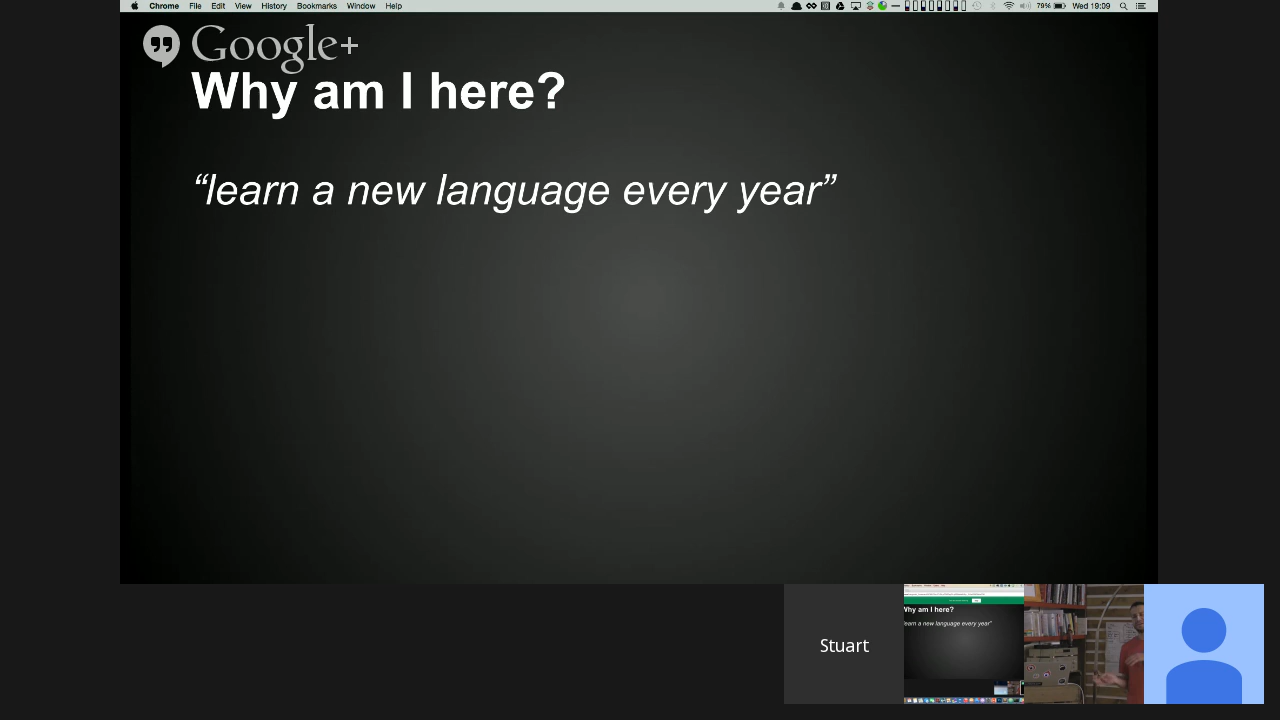 Chrome File Edit View History Bookmarks Window Help 79% Wed 19:09
Google+
Why am I here?
“learn a new language every year”
Stuart
Why am I here?
learn a new language every year”